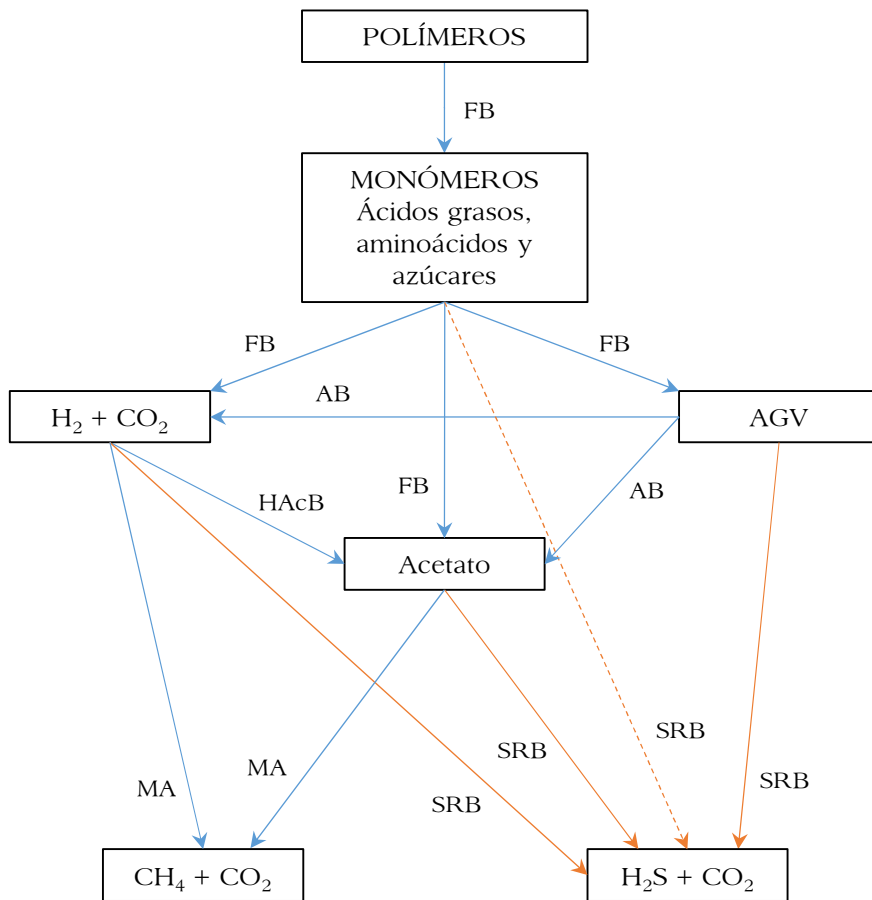 POLÍMEROS
FB
MONÓMEROS
Ácidos grasos,
aminoácidos y
azúcares
FB
FB
AB
H₂ + CO₂
AGV
HAcB
FB
AB
Acetato
SRB
MA
SRB
MA
SRB
SRB
CH₄ + CO₂
H₂S + CO₂